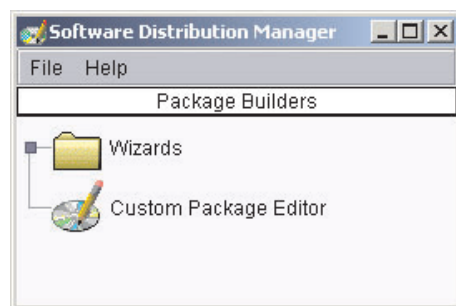 Software Distribution Manager
File Help
Package Builders
Wizards
Custom Package Editor